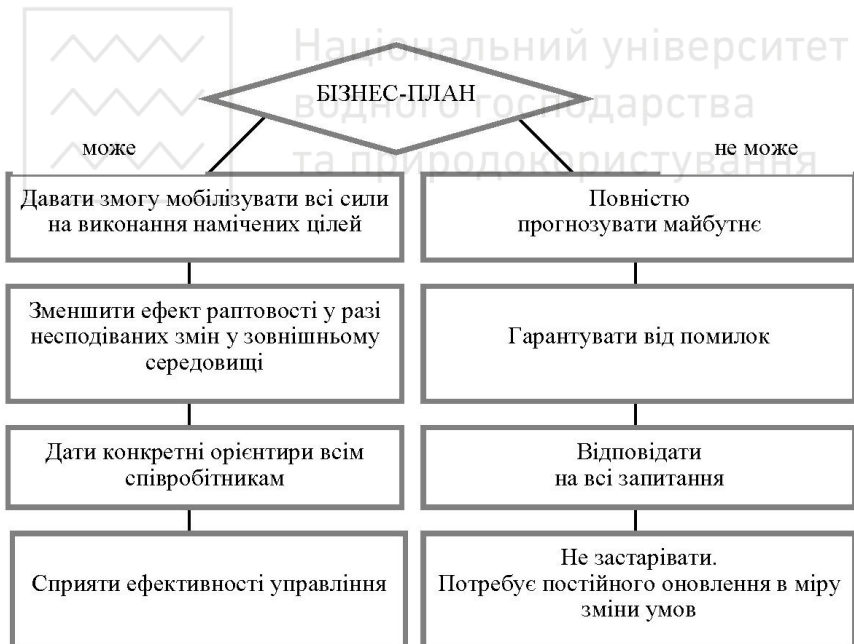 Національний університет
водного господарства
та природокористування
БІЗНЕС-ПЛАН
може
не може
Давати змогу мобілізувати всі сили
на виконання намічених цілей
Повністю
прогнозувати майбутнє
Зменшити ефект раптовості у разі
несподіваних змін у зовнішньому
середовищі
Гарантувати від помилок
Дати конкретні орієнтири всім
співробітникам
Відповідати
на всі запитання
Сприяти ефективності управління
Не застарівати.
Потребує постійного оновлення в міру
зміни умов